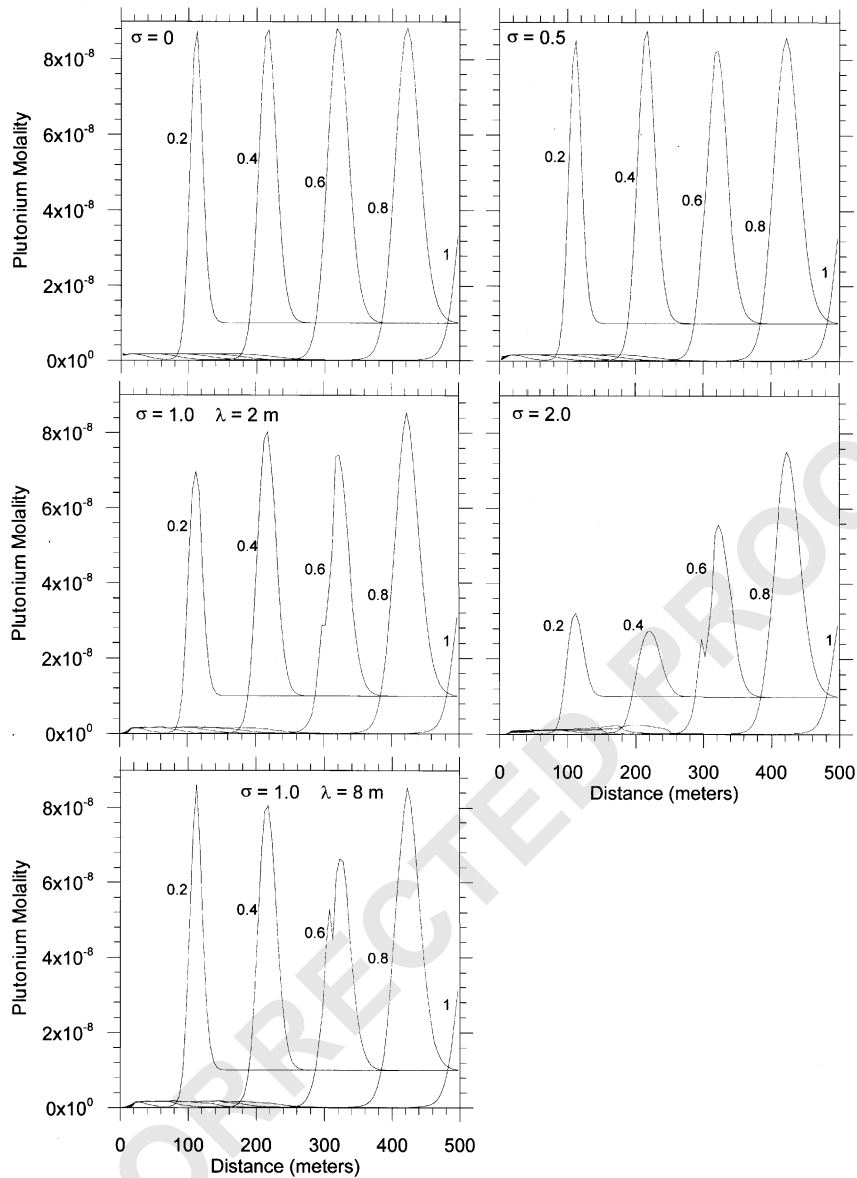 σ = 0
Plutonium Molality
8x10⁻⁸
6x10⁻⁸
4x10⁻⁸
2x10⁻⁸
0x10⁰
0.2
0.4
0.6
0.8
1
σ = 0.5
0.2
0.4
0.6
0.8
1
σ = 1.0 λ = 2 m
Plutonium Molality
8x10⁻⁸
6x10⁻⁸
4x10⁻⁸
2x10⁻⁸
0x10⁰
0.2
0.4
0.6
0.8
1
σ = 2.0
0.2
0.4
0.6
0.8
1
0 100 200 300 400 500
Distance (meters)
σ = 1.0 λ = 8 m
Plutonium Molality
8x10⁻⁸
6x10⁻⁸
4x10⁻⁸
2x10⁻⁸
0x10⁰
0.2
0.4
0.6
0.8
1
0 100 200 300 400 500
Distance (meters)
ORRECTED PROO